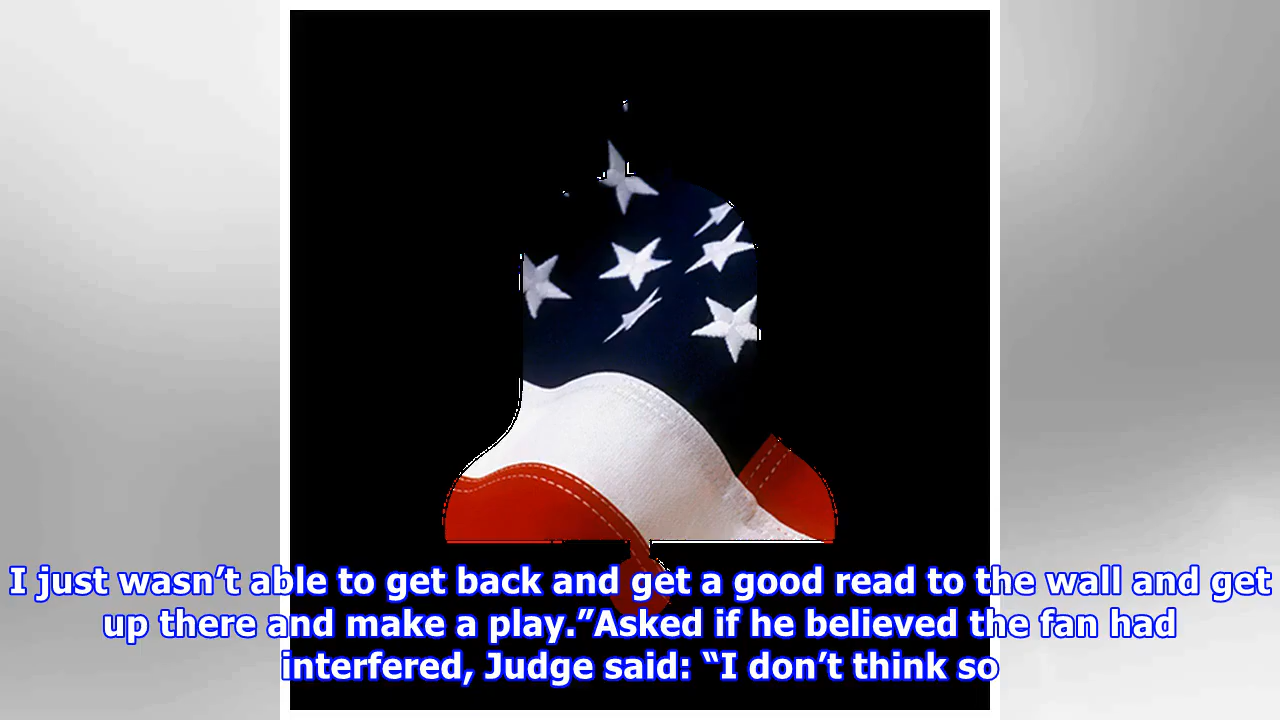 I just wasn’t able to get back and get a good read to the wall and get
up there and make a play.”Asked if he believed the fan had
interfered, Judge said: “I don’t think so